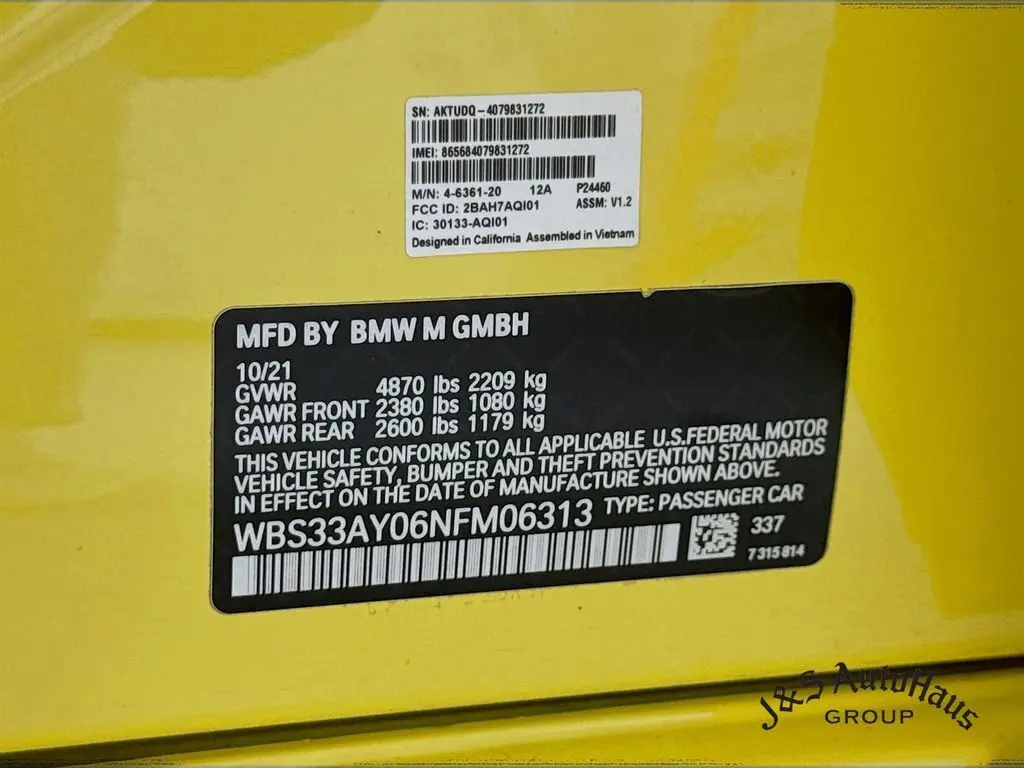 SN: AKTUDQ-4079831272
IMEI: 865684079831272
M/N: 4-6361-20 12A P24460
FCC ID: 2BAH7AQI01 ASSM: V1.2
IC: 30133-AQI01
Designed in California Assembled in Vietnam
MFD BY BMW M GMBH
10/21
GVWR 4870 lbs 2209 kg
GAWR FRONT 2380 lbs 1080 kg
GAWR REAR 2600 lbs 1179 kg
THIS VEHICLE CONFORMS TO ALL APPLICABLE U.S.FEDERAL MOTOR
VEHICLE SAFETY, BUMPER AND THEFT PREVENTION STANDARDS
IN EFFECT ON THE DATE OF MANUFACTURE SHOWN ABOVE.
WBS33AY06NFM06313 TYPE: PASSENGER CAR
337
7315814
J&S AutoHaus
GROUP